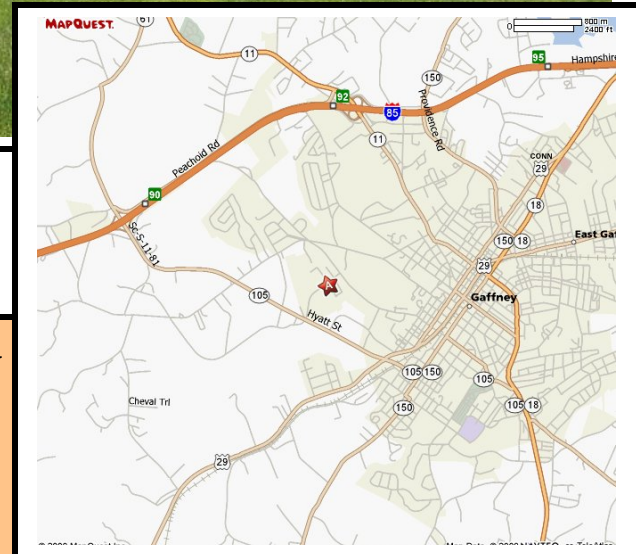 MAPQUEST.
61
0 800 m
2400 ft
11
150
95
Hampshire
92
85
Providence Rd
11
Peachoid Rd
CONN
29
90
18
SC-S-11-81
150 18
East Gaf
29
A
105
Gaffney
Hyatt St
105 150
105
Cheval Trl
150
105 18
29